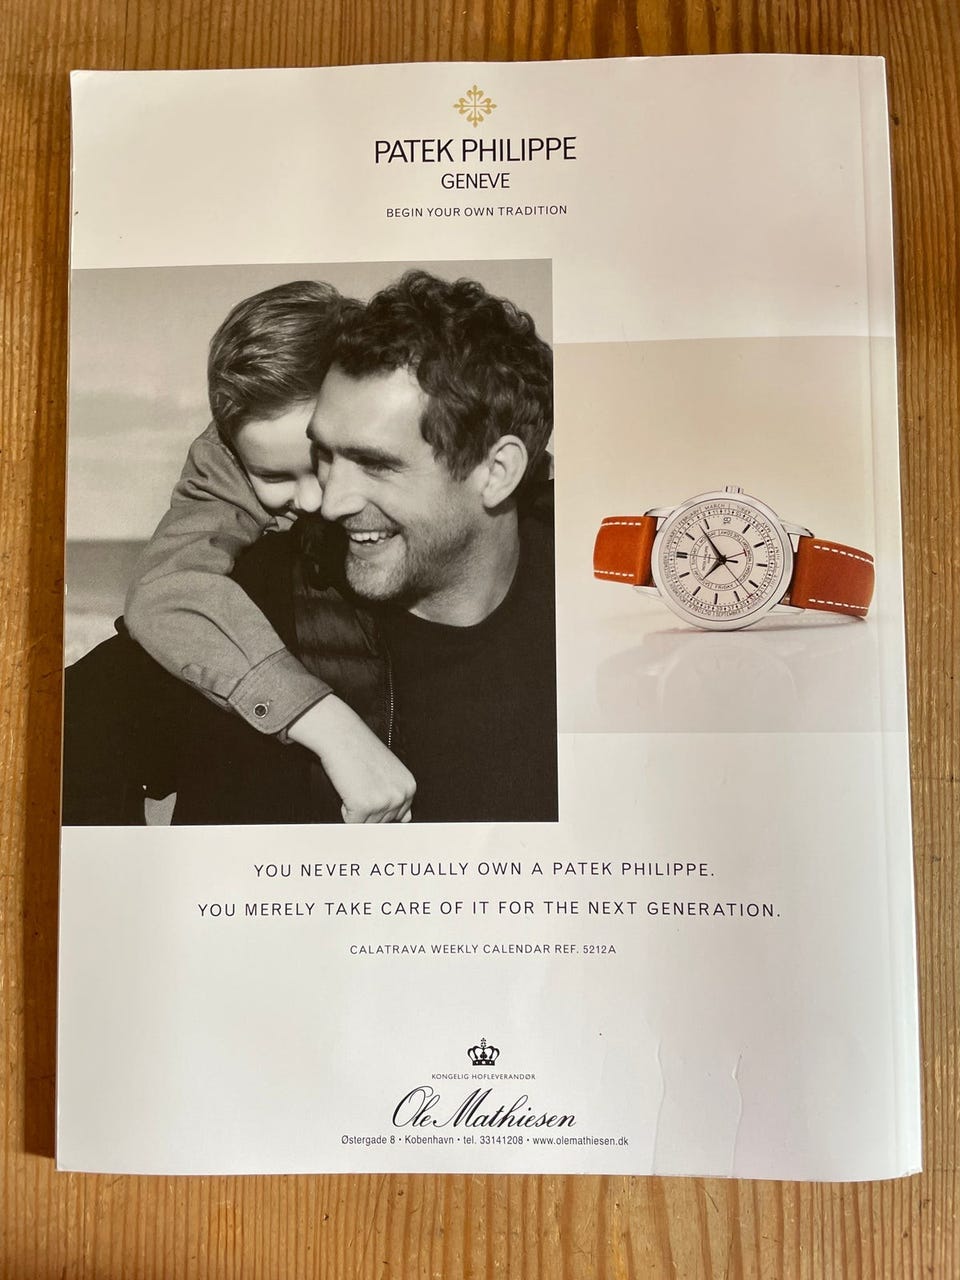 PATEK PHILIPPE
GENEVE
BEGIN YOUR OWN TRADITION
YOU NEVER ACTUALLY OWN A PATEK PHILIPPE.
YOU MERELY TAKE CARE OF IT FOR THE NEXT GENERATION.
CALATRAVA WEEKLY CALENDAR REF. 5212A
KONGELIG HOFLEVERANDØR
Ole Mathiesen
Østergade 8 • København • tel. 33141208 • www.olemathiesen.dk